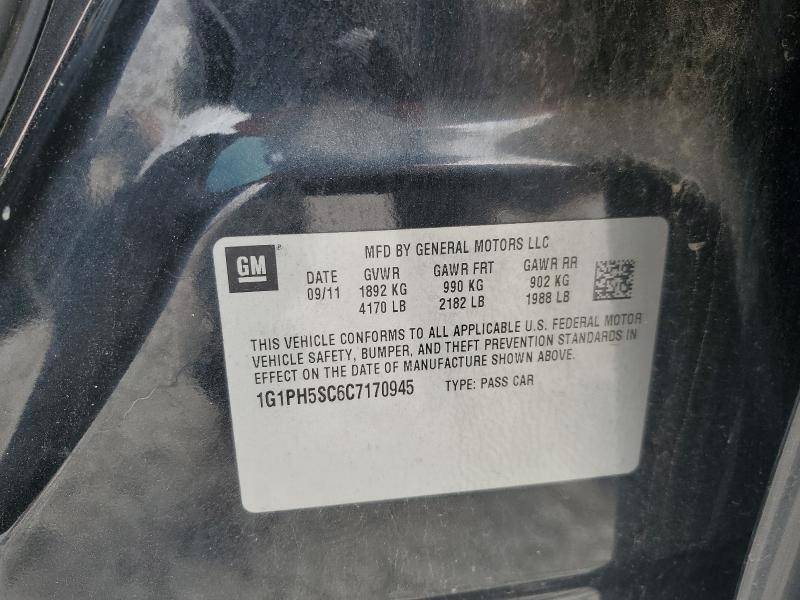 GM ®
MFD BY GENERAL MOTORS LLC
DATE GVWR GAWR FRT GAWR RR
09/11 1892 KG 990 KG 902 KG
4170 LB 2182 LB 1988 LB
THIS VEHICLE CONFORMS TO ALL APPLICABLE U.S. FEDERAL MOTOR
VEHICLE SAFETY, BUMPER, AND THEFT PREVENTION STANDARDS IN
EFFECT ON THE DATE OF MANUFACTURE SHOWN ABOVE.
1G1PH5SC6C7170945 TYPE: PASS CAR